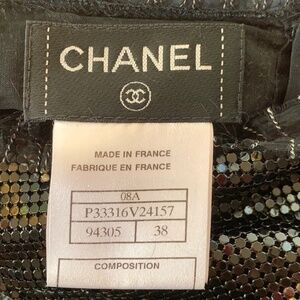 CHANEL
MADE IN FRANCE
FABRIQUE EN FRANCE
08A
P33316V24157
94305 38
COMPOSITION